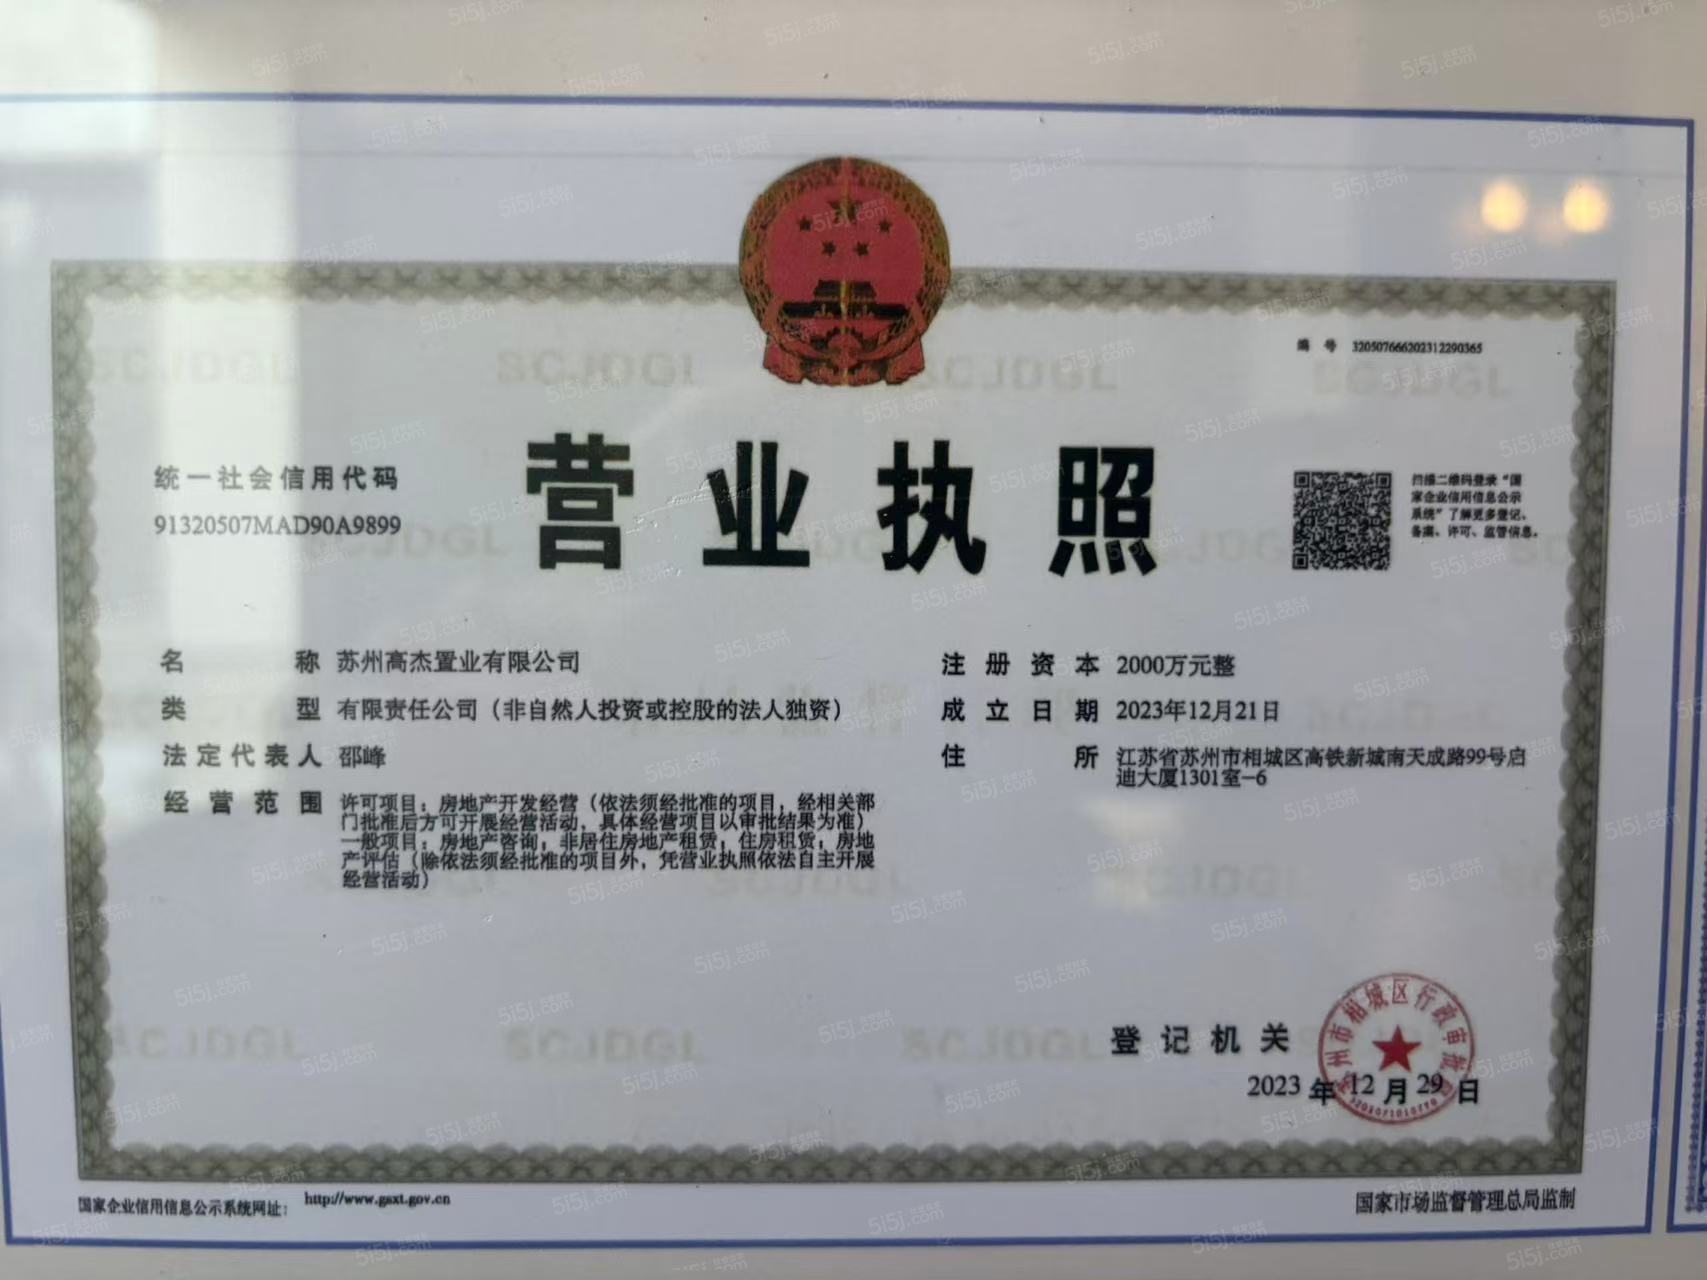 编号 320507666202312290365
营业执照
统一社会信用代码
91320507MAD90A9899
扫描二维码登录“国
家企业信用信息公示
系统”了解更多登记、
备案、许可、监管信息。
名称 苏州高杰置业有限公司
类型 有限责任公司（非自然人投资或控股的法人独资）
法定代表人 邵峰
经营范围 许可项目：房地产开发经营（依法须经批准的项目，经相关部
门批准后方可开展经营活动，具体经营项目以审批结果为准）
一般项目：房地产咨询；非居住房地产租赁；住房租赁；房地
产评估（除依法须经批准的项目外，凭营业执照依法自主开展
经营活动）
注册资本 2000万元整
成立日期 2023年12月21日
住所 江苏省苏州市相城区高铁新城南天成路99号启
迪大厦1301室-6
登记机关
2023年12月29日
国家企业信用信息公示系统网址： http://www.gsxt.gov.cn
国家市场监督管理总局监制
SCJDGL
5i5j.com